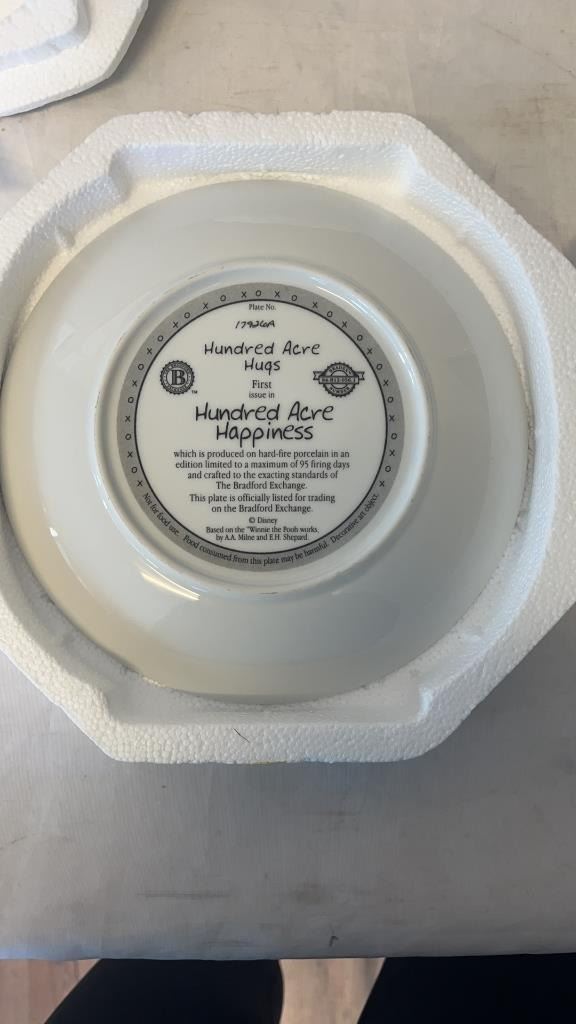 Plate No.
17926A
Hundred Acre
Hugs
B
TM
First
issue in
Hundred Acre
Happiness
which is produced on hard-fire porcelain in an
edition limited to a maximum of 95 firing days
and crafted to the exacting standards of
The Bradford Exchange.
This plate is officially listed for trading
on the Bradford Exchange.
© Disney
Based on the "Winnie the Pooh works,
by A.A. Milne and E.H. Shepard.
Not for food use. Food consumed from this plate may be harmful. Decorative art object.